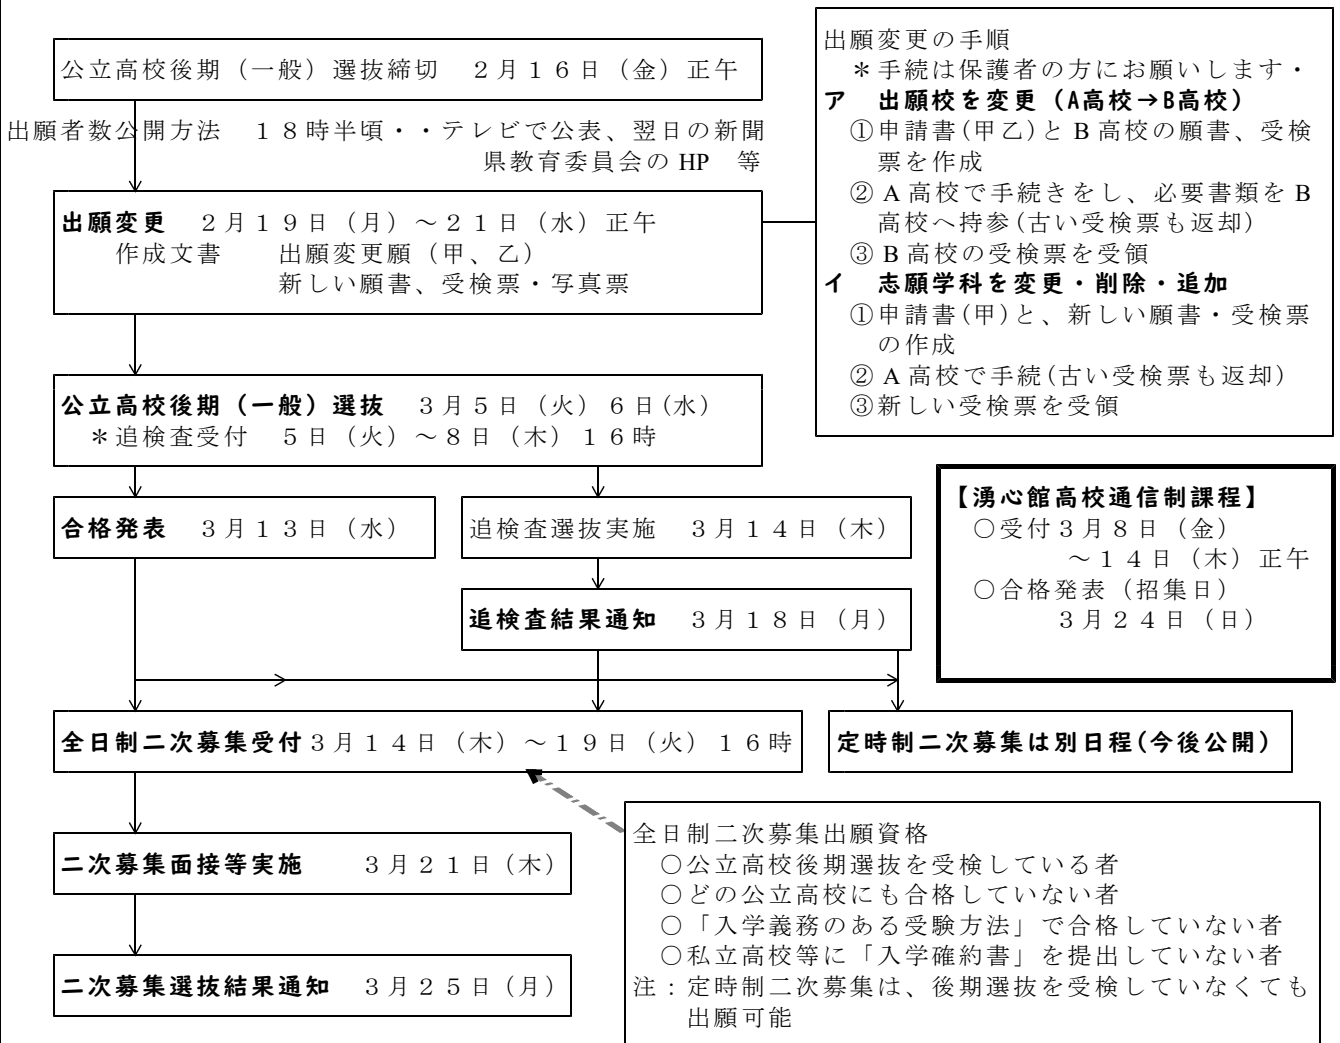 公立高校後期（一般）選抜締切　２月１６日（金）正午
出願者数公開方法　１８時半頃・・テレビで公表、翌日の新聞
県教育委員会の HP　等
出願変更　２月１９日（月）～２１日（水）正午
作成文書　　出願変更願（甲、乙）
新しい願書、受検票・写真票
出願変更の手順
＊手続は保護者の方にお願いします・
ア　出願校を変更（A高校→B高校）
①申請書(甲乙)と B 高校の願書、受検
票を作成
② A 高校で手続きをし、必要書類を B
高校へ持参(古い受検票も返却)
③ B 高校の受検票を受領
イ　志願学科を変更・削除・追加
①申請書(甲)と、新しい願書・受検票
の作成
② A 高校で手続(古い受検票も返却)
③新しい受検票を受領
公立高校後期（一般）選抜　３月５日（火）６日(水)
＊追検査受付　５日（火）～８日（木）１６時
合格発表　３月１３日（水）
追検査選抜実施　３月１４日（木）
追検査結果通知　３月１８日（月）
【湧心館高校通信制課程】
○受付３月８日（金）
～１４日（木）正午
○合格発表（招集日）
３月２４日（日）
全日制二次募集受付３月１４日（木）～１９日（火）１６時
定時制二次募集は別日程(今後公開)
二次募集面接等実施　　３月２１日（木）
二次募集選抜結果通知　３月２５日（月）
全日制二次募集出願資格
○公立高校後期選抜を受検している者
○どの公立高校にも合格していない者
○「入学義務のある受験方法」で合格していない者
○私立高校等に「入学確約書」を提出していない者
注：定時制二次募集は、後期選抜を受検していなくても
出願可能